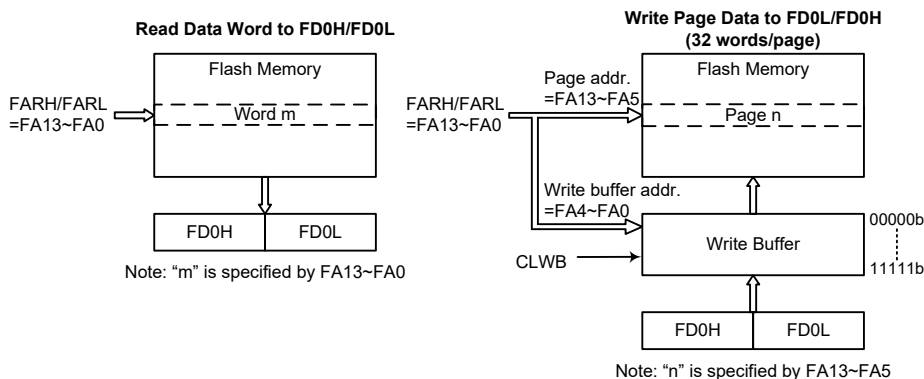 Read Data Word to FD0H/FD0L
Flash Memory
FARH/FARL
=FA13~FA0
Word m
FD0H
FD0L
Note: “m” is specified by FA13~FA0
Write Page Data to FD0L/FD0H
(32 words/page)
Flash Memory
Page addr.
=FA13~FA5
FARH/FARL
=FA13~FA0
Page n
Write buffer addr.
=FA4~FA0
Write Buffer
00000b
11111b
CLWB
FD0H
FD0L
Note: “n” is specified by FA13~FA5